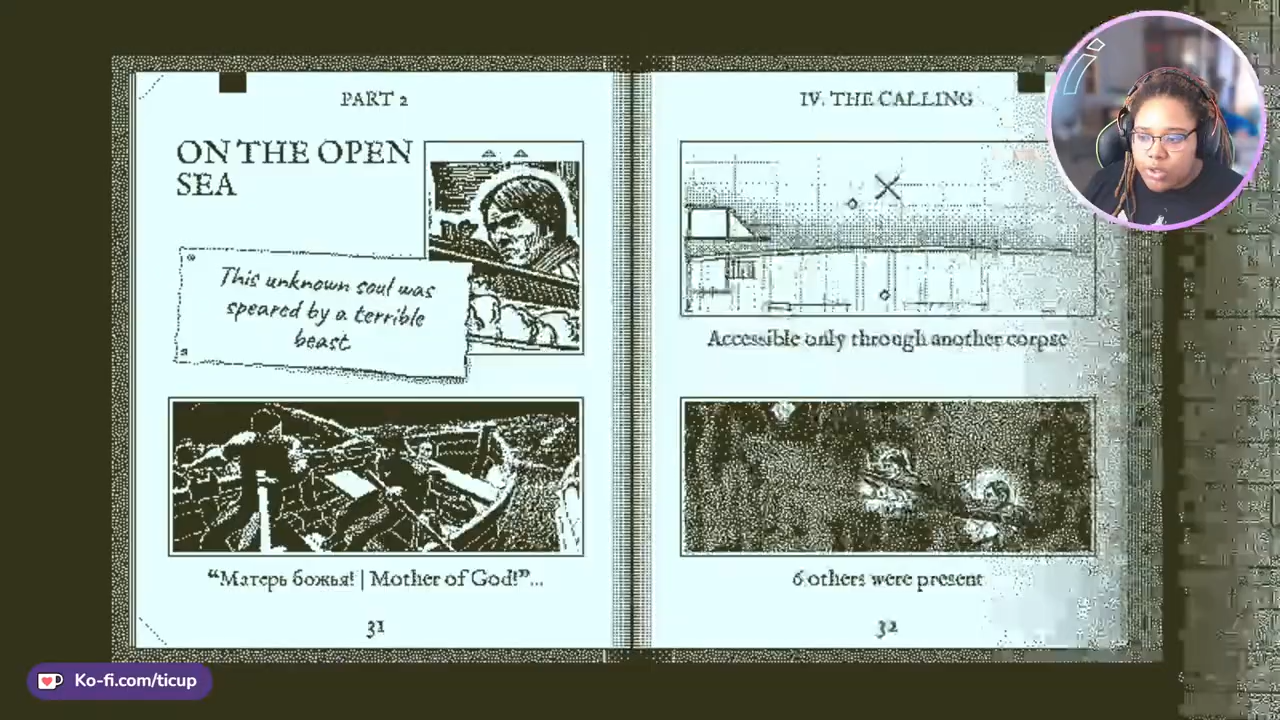 PART 2
ON THE OPEN
SEA
This unknown soul was
speared by a terrible
beast.
“Матерь божья! | Mother of God!”...
31
IV. THE CALLING
Accessible only through another corpse
6 others were present
32
Ko-fi.com/ticup